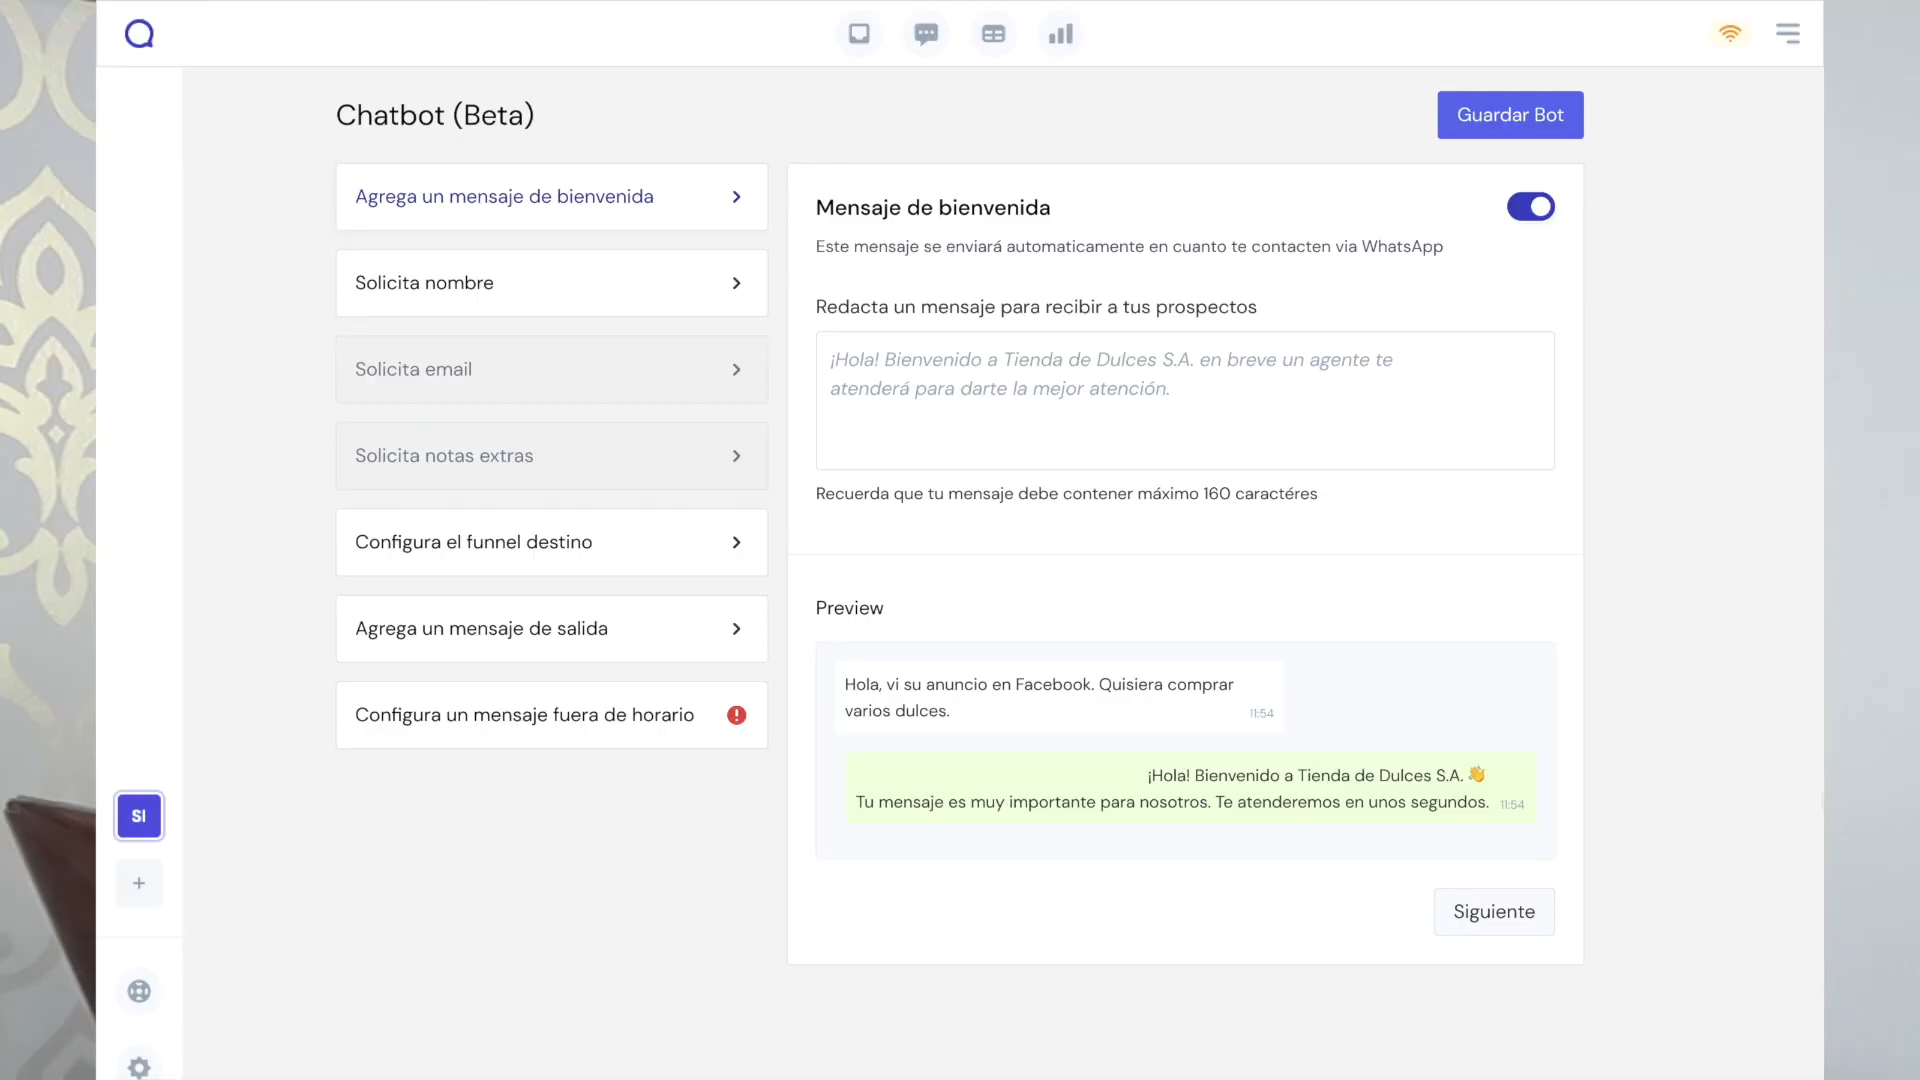 Chatbot (Beta)
Guardar Bot
Agrega un mensaje de bienvenida
Solicita nombre
Solicita email
Solicita notas extras
Configura el funnel destino
Agrega un mensaje de salida
Configura un mensaje fuera de horario
Mensaje de bienvenida
Este mensaje se enviará automaticamente en cuanto te contacten via WhatsApp
Redacta un mensaje para recibir a tus prospectos
¡Hola! Bienvenido a Tienda de Dulces S.A. en breve un agente te
atenderá para darte la mejor atención.
Recuerda que tu mensaje debe contener máximo 160 caractéres
Preview
Hola, vi su anuncio en Facebook. Quisiera comprar
varios dulces.
11:54
¡Hola! Bienvenido a Tienda de Dulces S.A. 👋
Tu mensaje es muy importante para nosotros. Te atenderemos en unos segundos.
11:54
Siguiente
SI